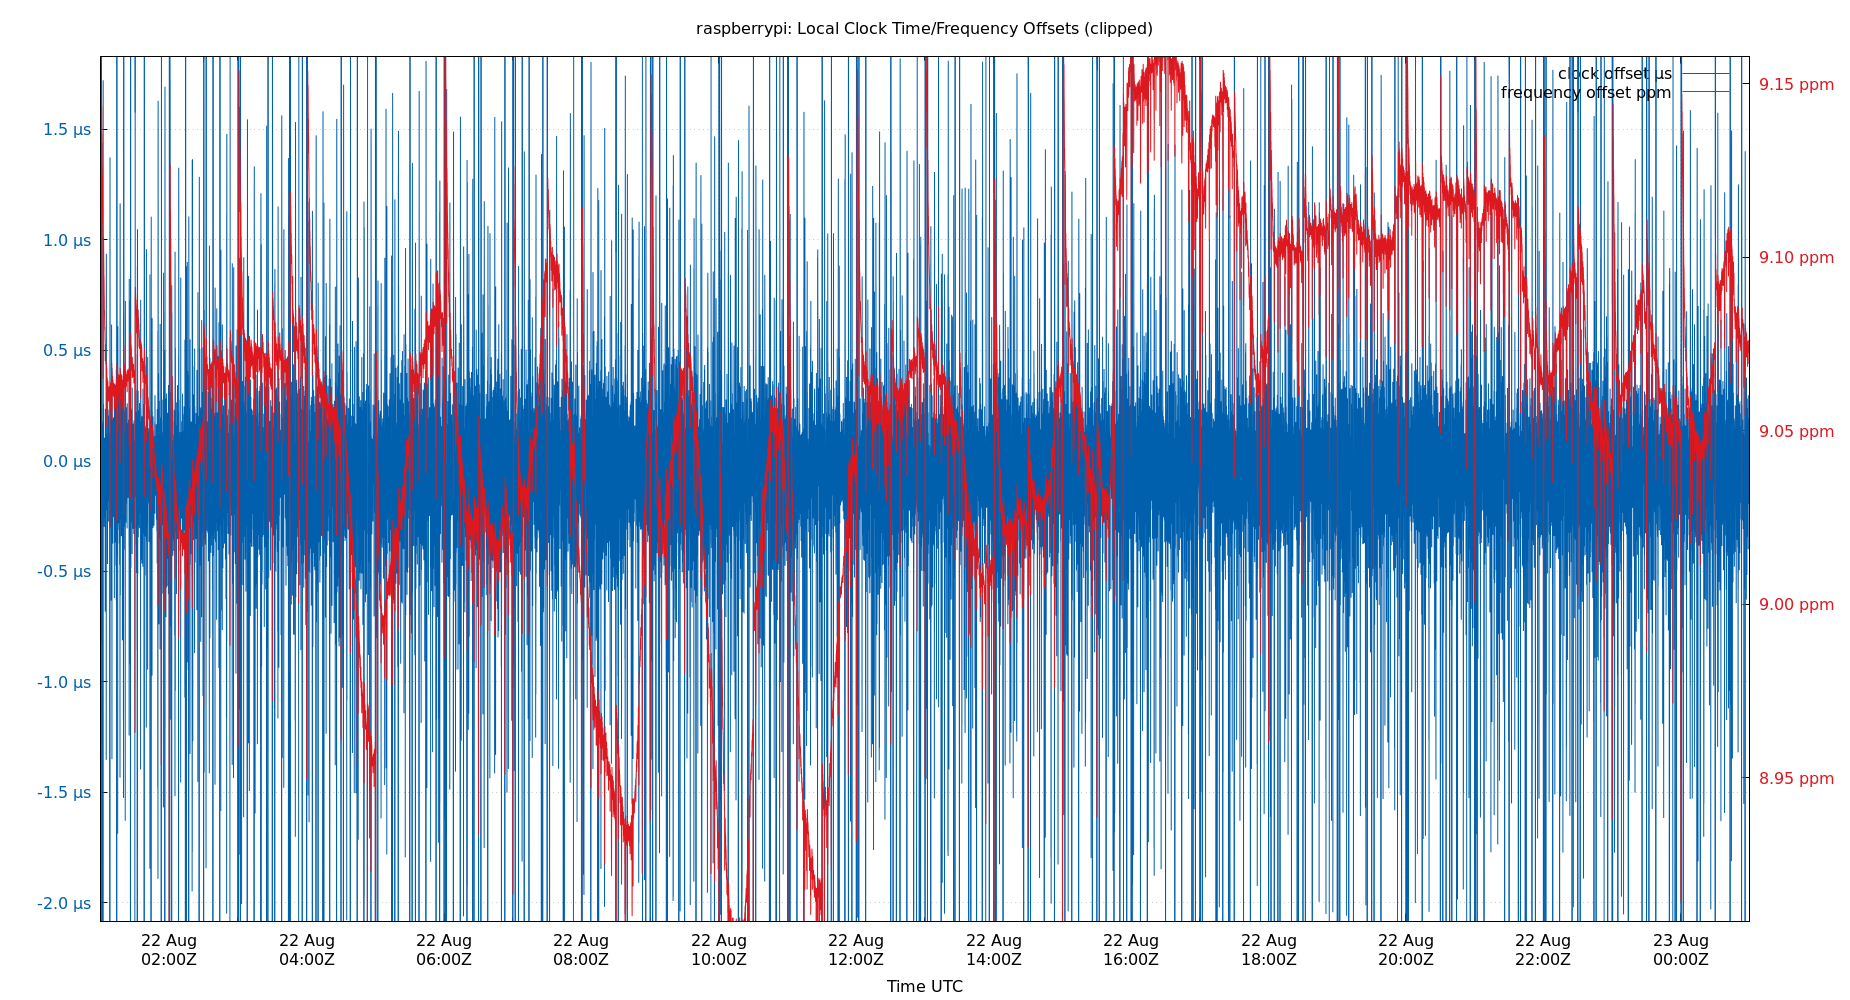 raspberrypi: Local Clock Time/Frequency Offsets (clipped)
clock offset µs
frequency offset ppm
1.5 µs
1.0 µs
0.5 µs
0.0 µs
-0.5 µs
-1.0 µs
-1.5 µs
-2.0 µs
9.15 ppm
9.10 ppm
9.05 ppm
9.00 ppm
8.95 ppm
22 Aug 22 Aug 22 Aug 22 Aug 22 Aug 22 Aug 22 Aug 22 Aug 22 Aug 22 Aug 22 Aug 23 Aug
02:00Z 04:00Z 06:00Z 08:00Z 10:00Z 12:00Z 14:00Z 16:00Z 18:00Z 20:00Z 22:00Z 00:00Z
Time UTC